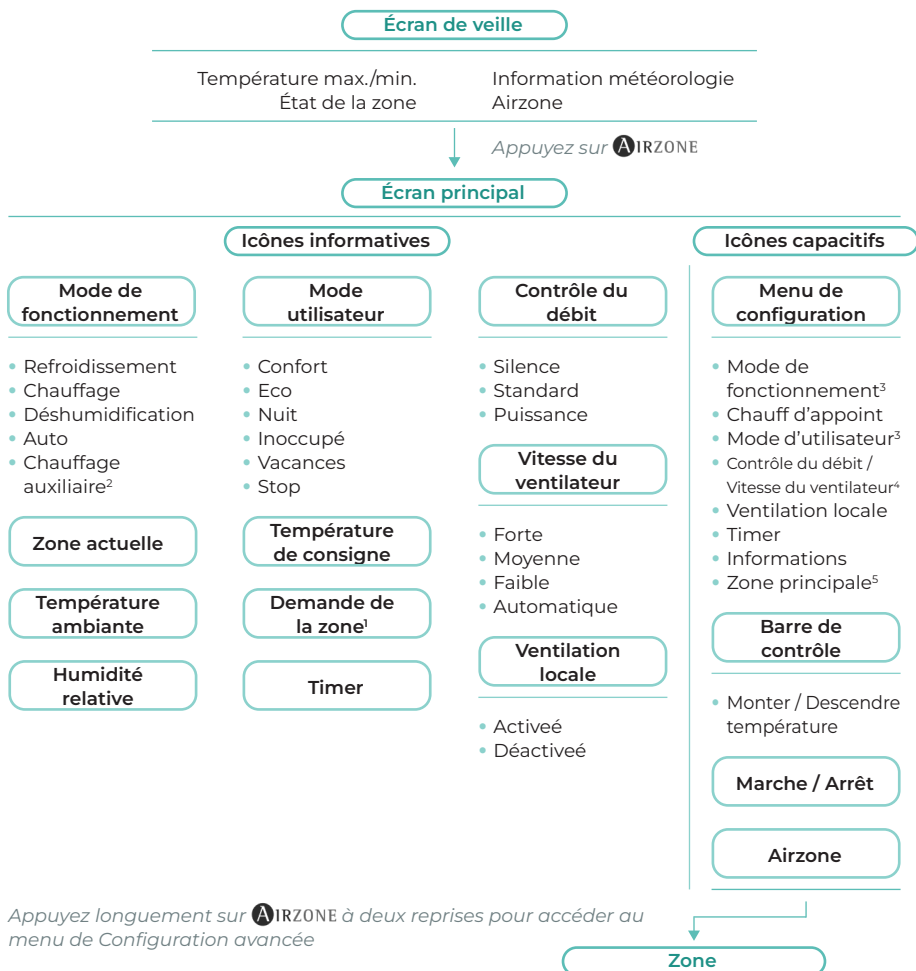 Écran de veille
Température max./min.
État de la zone
Information météorologie
Airzone
Appuyez sur AIRZONE
Écran principal
Icônes informatives
Icônes capacitifs
Mode de
fonctionnement
• Refroidissement
• Chauffage
• Déshumidification
• Auto
• Chauffage
auxiliaire²
Zone actuelle
Température
ambiante
Humidité
relative
Mode
utilisateur
• Confort
• Eco
• Nuit
• Inoccupé
• Vacances
• Stop
Température
de consigne
Demande de
la zone¹
Timer
Contrôle du
débit
• Silence
• Standard
• Puissance
Vitesse du
ventilateur
• Forte
• Moyenne
• Faible
• Automatique
Ventilation
locale
• Activeé
• Déactiveé
Menu de
configuration
• Mode de
fonctionnement³
• Chauff d'appoint
• Mode d'utilisateur³
• Contrôle du débit /
Vitesse du ventilateur⁴
• Ventilation locale
• Timer
• Informations
• Zone principale⁵
Barre de
contrôle
• Monter / Descendre
température
Marche / Arrêt
Airzone
Appuyez longuement sur AIRZONE à deux reprises pour accéder au
menu de Configuration avancée
Zone